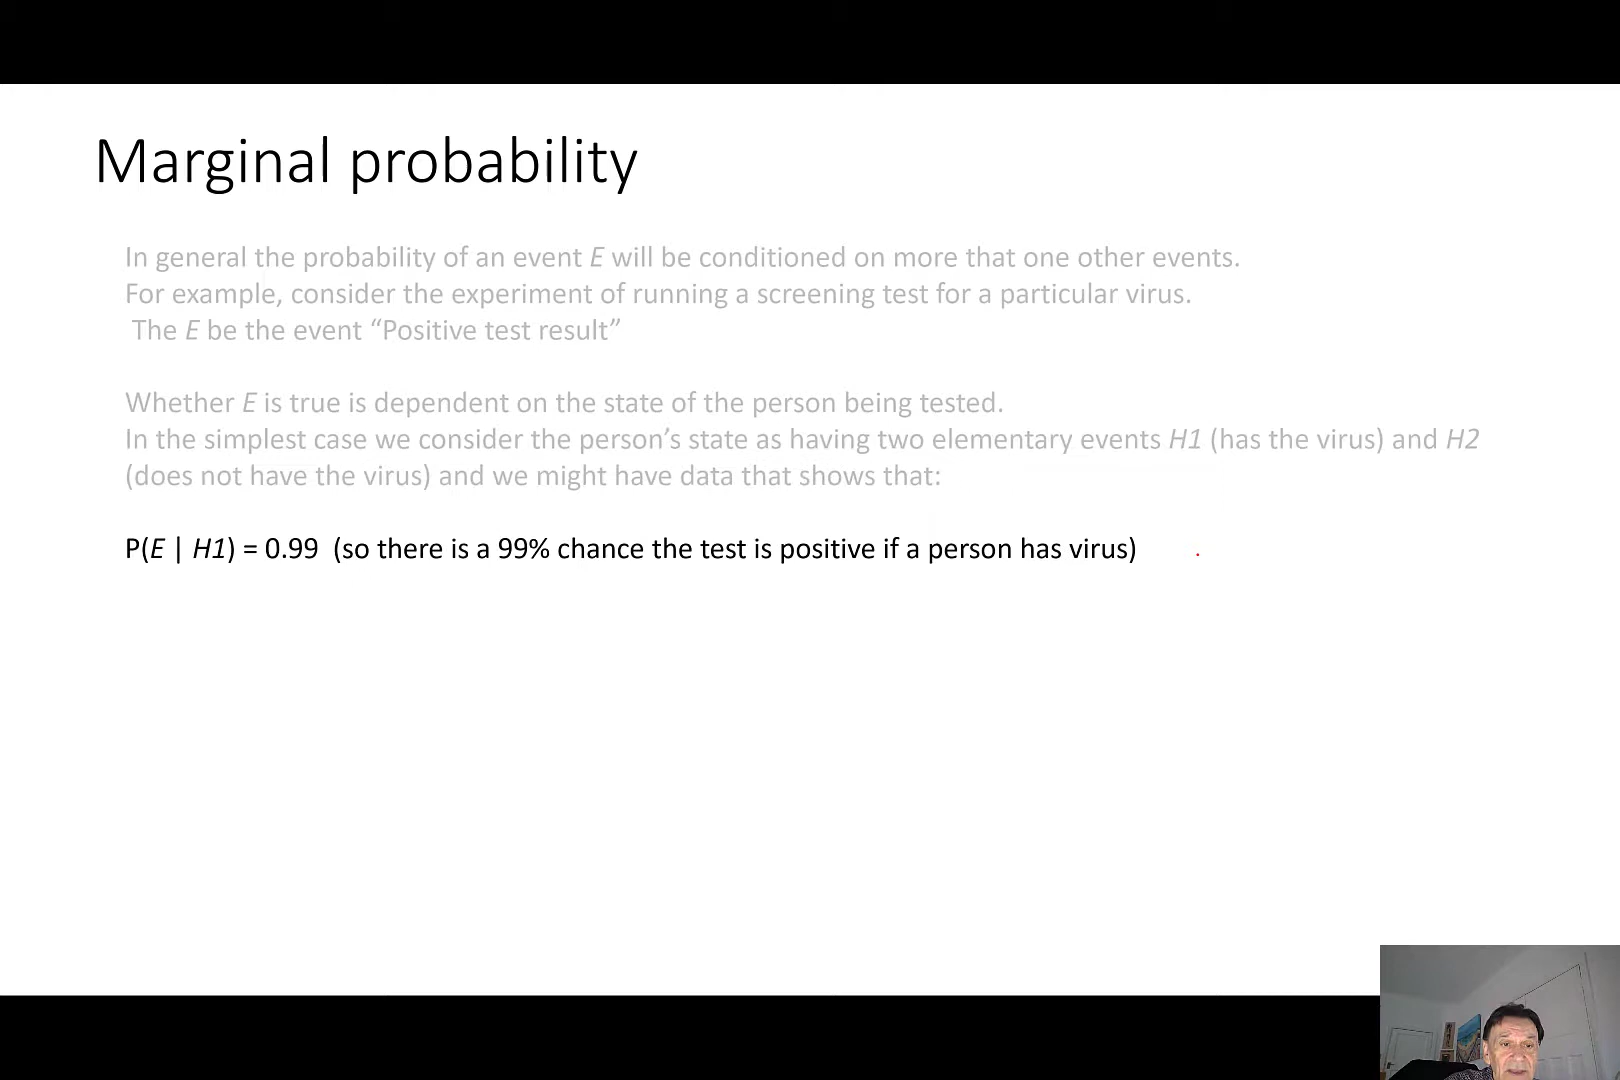 Marginal probability
In general the probability of an event E will be conditioned on more that one other events.
For example, consider the experiment of running a screening test for a particular virus.
The E be the event “Positive test result”
Whether E is true is dependent on the state of the person being tested.
In the simplest case we consider the person’s state as having two elementary events H1 (has the virus) and H2
(does not have the virus) and we might have data that shows that:
P(E | H1) = 0.99 (so there is a 99% chance the test is positive if a person has virus)